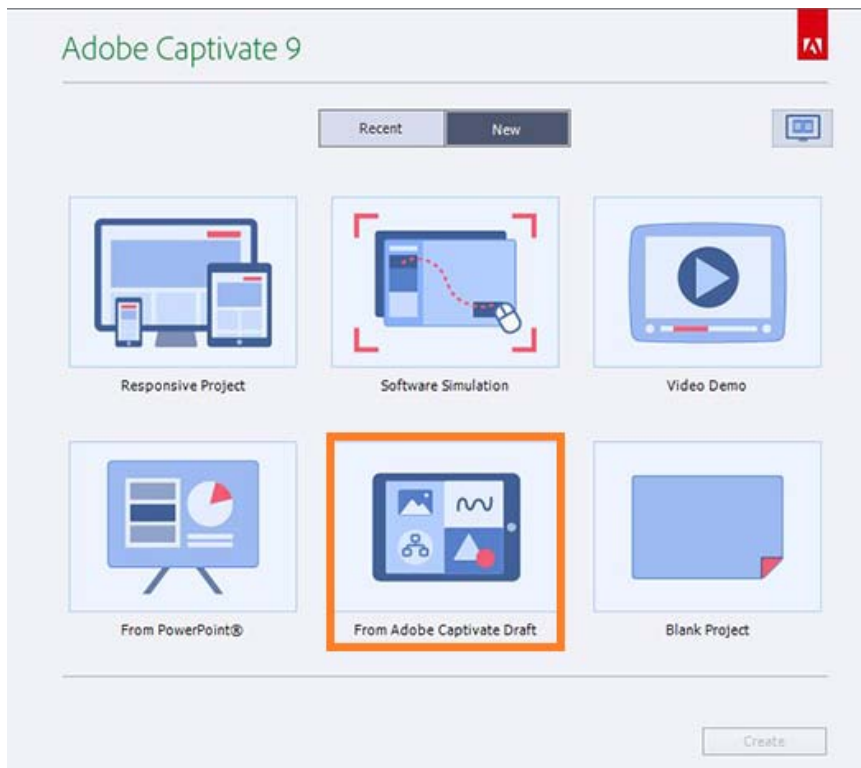 Adobe Captivate 9
Recent New
Responsive Project Software Simulation Video Demo
From PowerPoint® From Adobe Captivate Draft Blank Project
Create